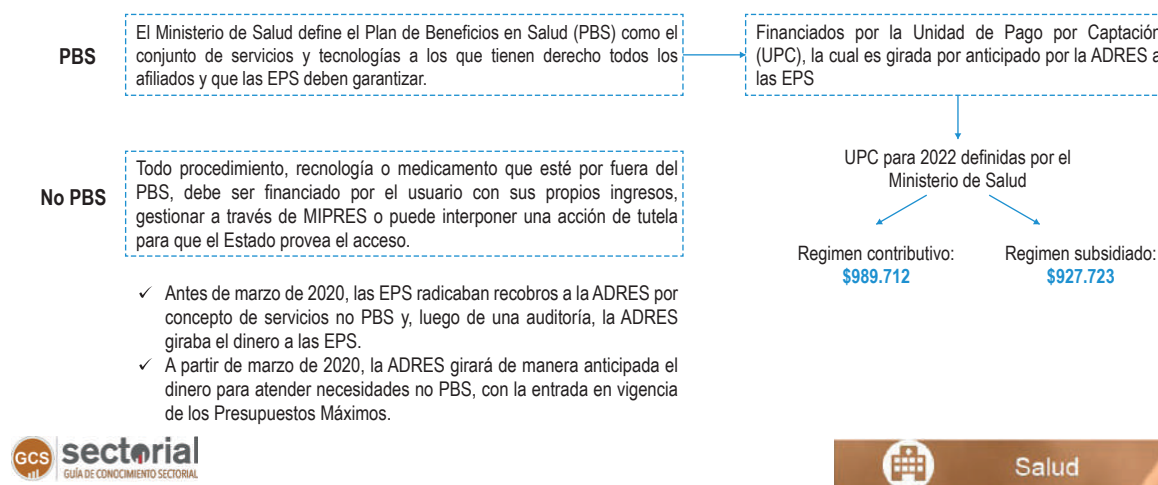 PBS
El Ministerio de Salud define el Plan de Beneficios en Salud (PBS) como el
conjunto de servicios y tecnologías a los que tienen derecho todos los
afiliados y que las EPS deben garantizar.
Financiados por la Unidad de Pago por Captación
(UPC), la cual es girada por anticipado por la ADRES a
las EPS
UPC para 2022 definidas por el
Ministerio de Salud
Regimen contributivo:
$989.712
Regimen subsidiado:
$927.723
No PBS
Todo procedimiento, recnología o medicamento que esté por fuera del
PBS, debe ser financiado por el usuario con sus propios ingresos,
gestionar a través de MIPRES o puede interponer una acción de tutela
para que el Estado provea el acceso.
✓ Antes de marzo de 2020, las EPS radicaban recobros a la ADRES por
concepto de servicios no PBS y, luego de una auditoría, la ADRES
giraba el dinero a las EPS.
✓ A partir de marzo de 2020, la ADRES girará de manera anticipada el
dinero para atender necesidades no PBS, con la entrada en vigencia
de los Presupuestos Máximos.
GCS
sectorial
GUÍA DE CONOCIMIENTO SECTORIAL
Salud